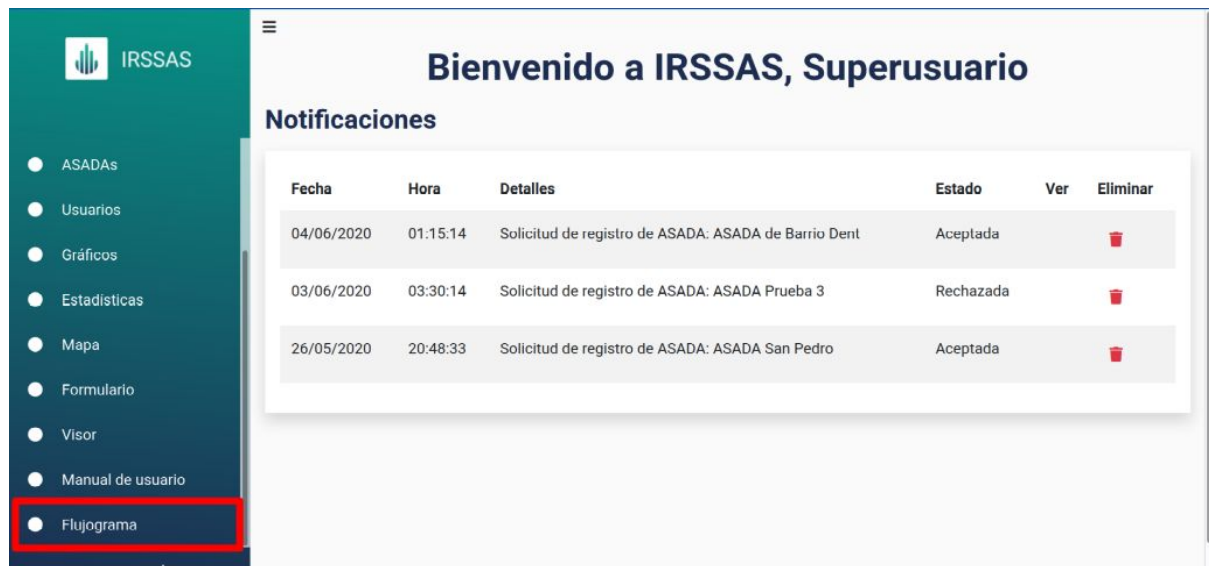 IRSSAS
ASADAs
Usuarios
Gráficos
Estadísticas
Mapa
Formulario
Visor
Manual de usuario
Flujograma
Bienvenido a IRSSAS, Superusuario
Notificaciones
Fecha Hora Detalles Estado Ver Eliminar
04/06/2020 01:15:14 Solicitud de registro de ASADA: ASADA de Barrio Dent Aceptada
03/06/2020 03:30:14 Solicitud de registro de ASADA: ASADA Prueba 3 Rechazada
26/05/2020 20:48:33 Solicitud de registro de ASADA: ASADA San Pedro Aceptada